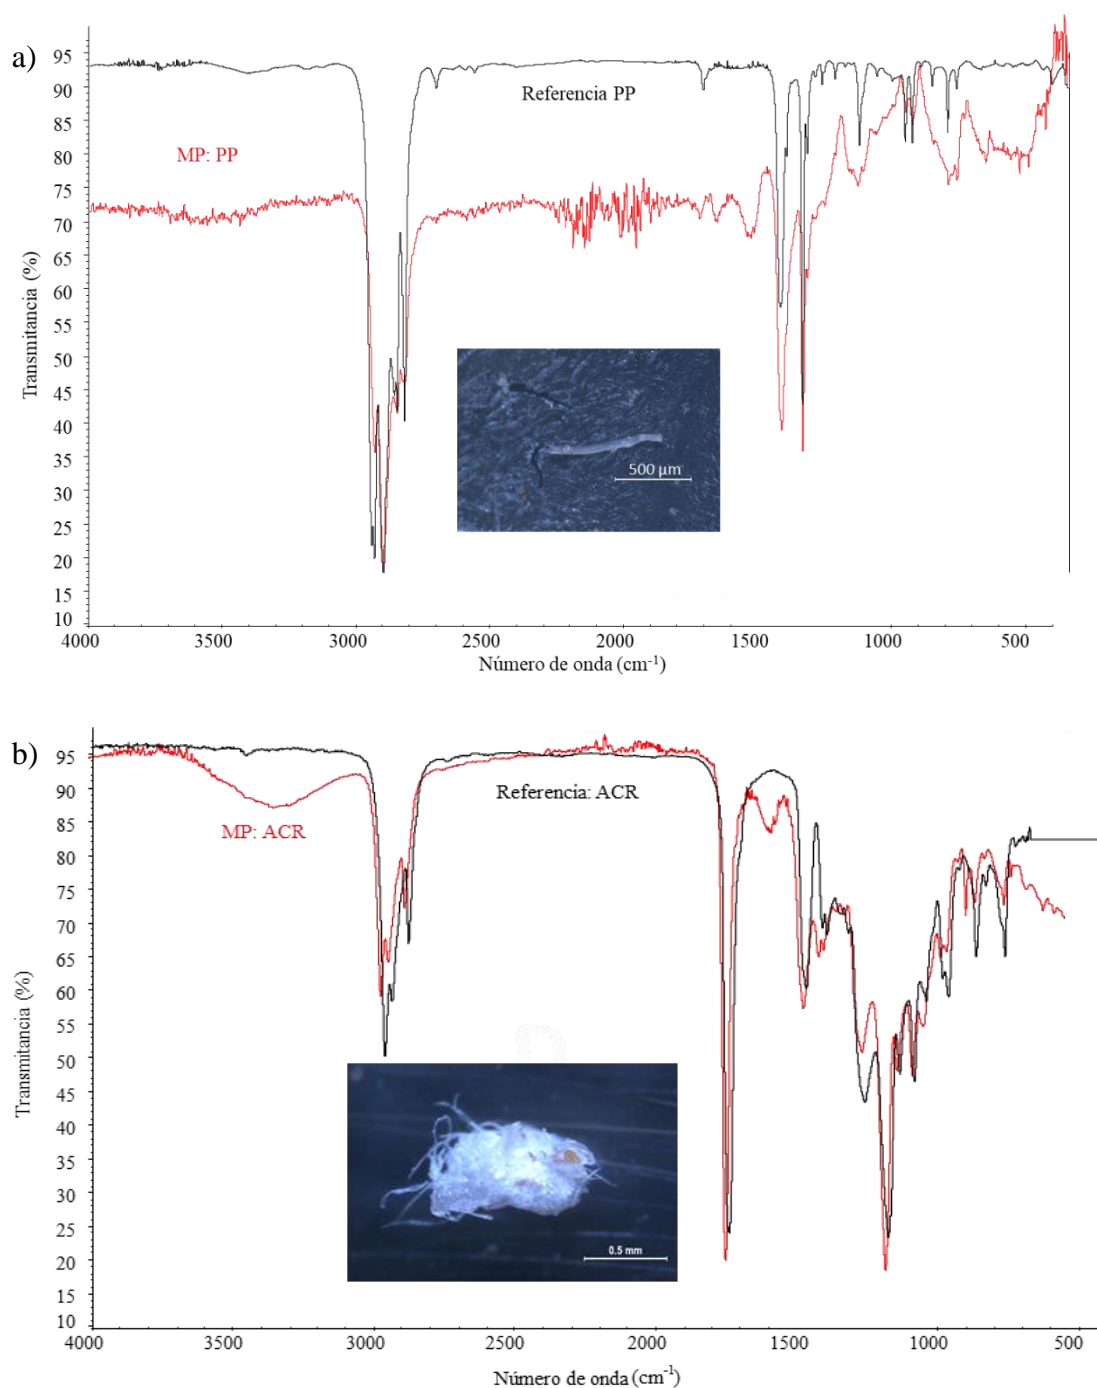 a)
95
90
85
80
75
70
65
60
55
50
45
40
35
30
25
20
15
10
Transmitancia (%)
Referencia PP
MP: PP
500 µm
4000 3500 3000 2500 2000 1500 1000 500
Número de onda (cm-1)
b)
95
90
85
80
75
70
65
60
55
50
45
40
35
30
25
20
15
10
Transmitancia (%)
Referencia: ACR
MP: ACR
0.5 mm
4000 3500 3000 2500 2000 1500 1000 500
Número de onda (cm-1)